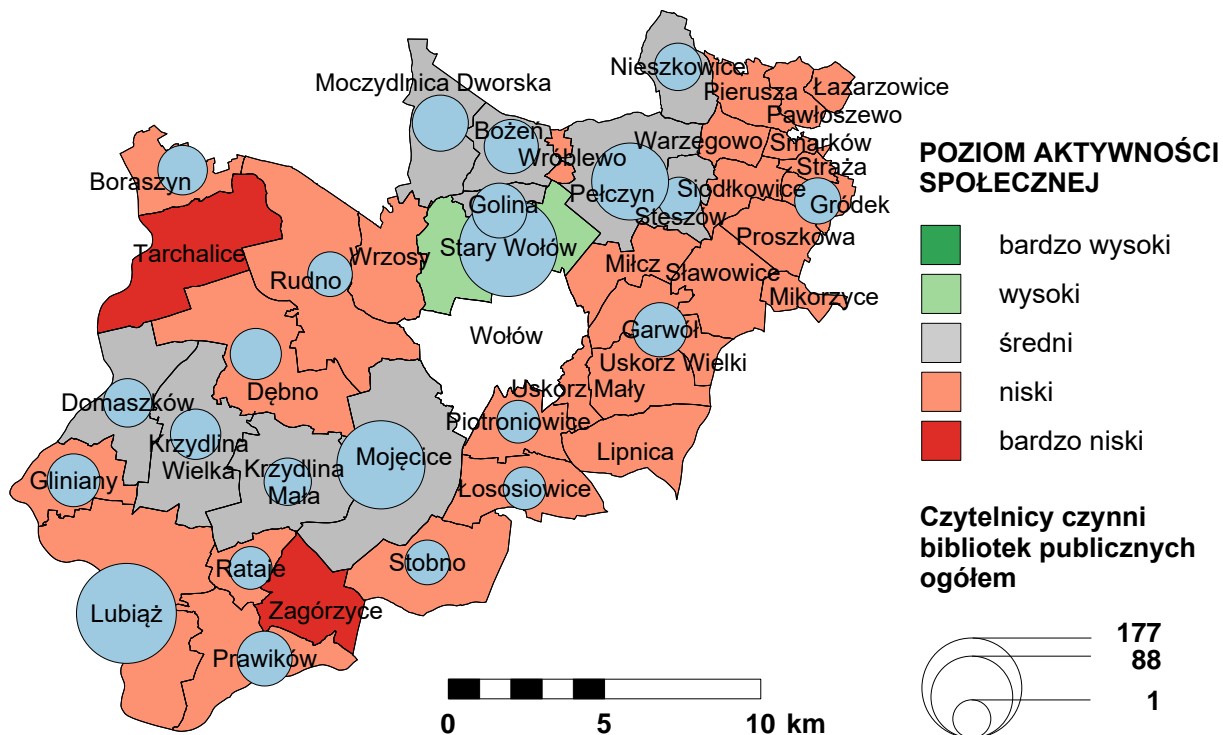 Nieszkowice
Moczydlnica Dworska
Pierusza
Łazarzowice
Pawłoszewo
Bożeń
Warzęgowo
Smarków
Wróblewo
Straża
Boraszyn
Pełczyn
Siodłkowice
Golina
Stęszów
Gródek
Tarchalice
Wrzosy
Stary Wołów
Proszkowa
Rudno
Miłcz
Sławowice
Mikorzyce
Wołów
Garwół
Uskorz Wielki
Dębno
Uskorz Mały
Domaszków
Piotroniowice
Krzydlina
Wielka
Lipnica
Mojęcice
Gliniany
Krzydlina
Mała
Łososiowice
Stobno
Rataje
Lubiąż
Zagórzyce
Prawików
0
5
10 km
POZIOM AKTYWNOŚCI
SPOŁECZNEJ
bardzo wysoki
wysoki
średni
niski
bardzo niski
Czytelnicy czynni
bibliotek publicznych
ogółem
177
88
1